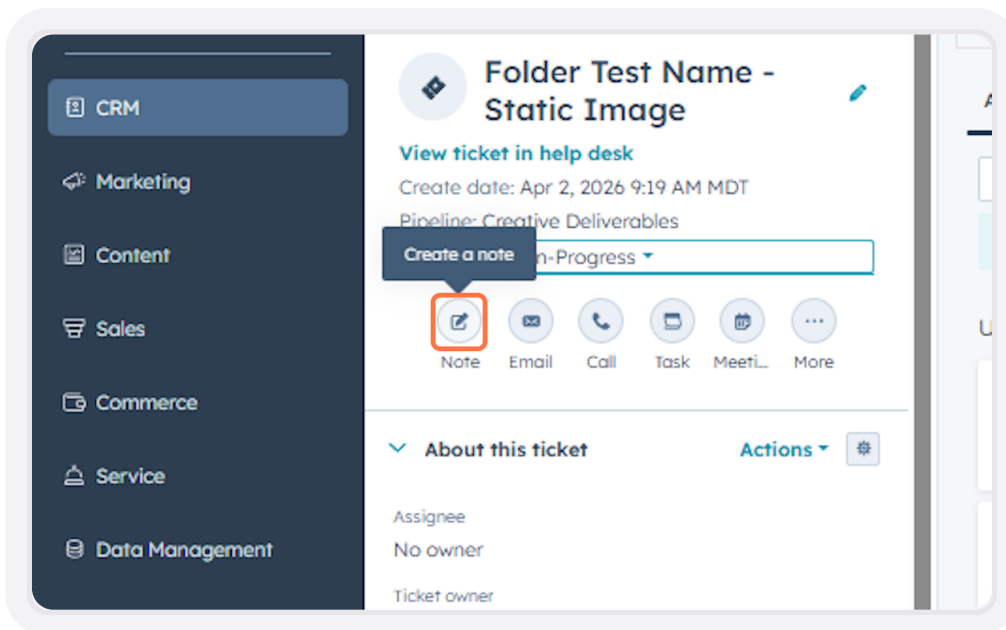 CRM
Marketing
Content
Sales
Commerce
Service
Data Management
Folder Test Name -
Static Image
View ticket in help desk
Create date: Apr 2, 2026 9:19 AM MDT
Pipeline: Creative Deliverables
Create a note
n-Progress
Note Email Call Task Meeti... More
About this ticket
Actions
Assignee
No owner
Ticket owner